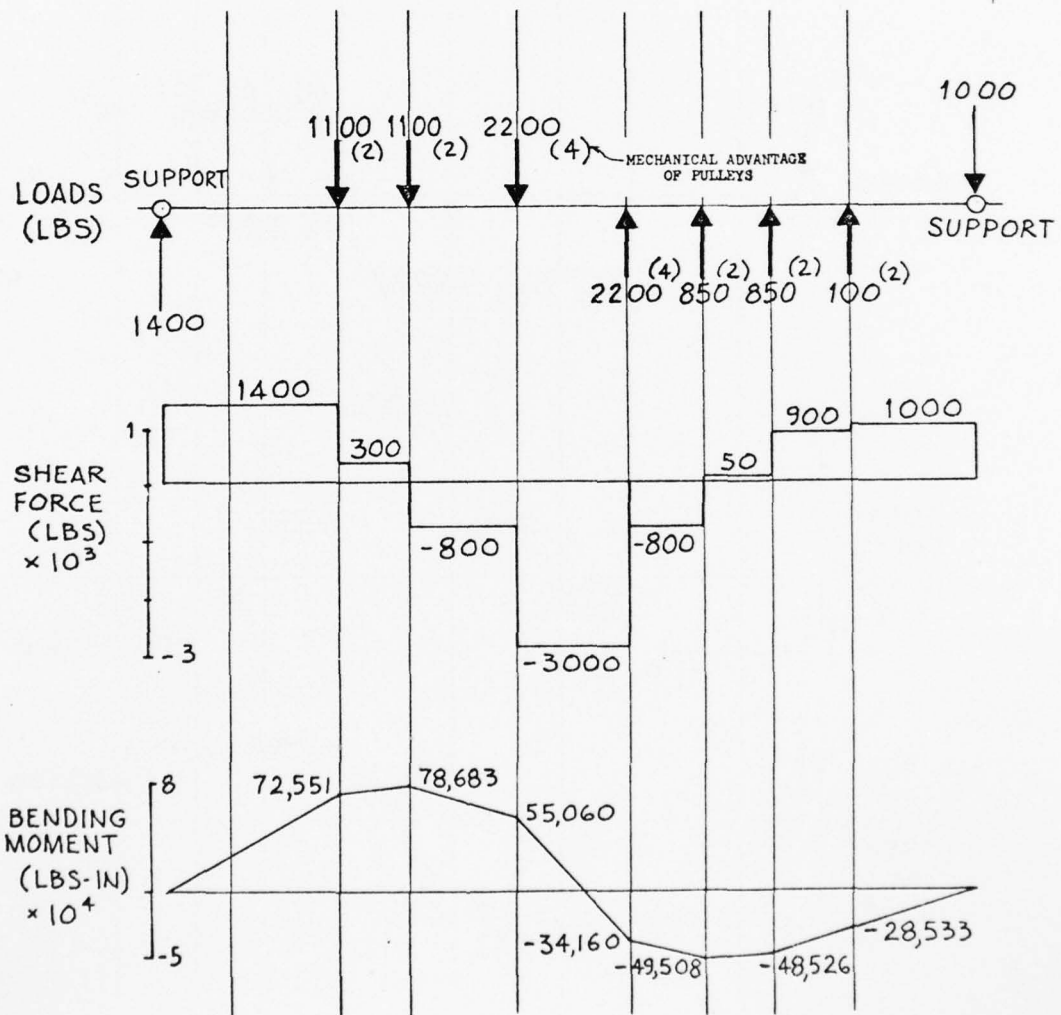 1000
1100 (2) 1100 (2) 2200 (4)
MECHANICAL ADVANTAGE
OF PULLEYS
LOADS
(LBS)
SUPPORT
SUPPORT
2200 (4) 850 (2) 850 (2) 100 (2)
1400
1400
900
1000
1
300
50
SHEAR
FORCE
(LBS)
× 10³
-800
-800
-3
-3000
8
72,551
78,683
55,060
BENDING
MOMENT
(LBS-IN)
× 10⁴
-5
-34,160
-49,508
-48,526
-28,533